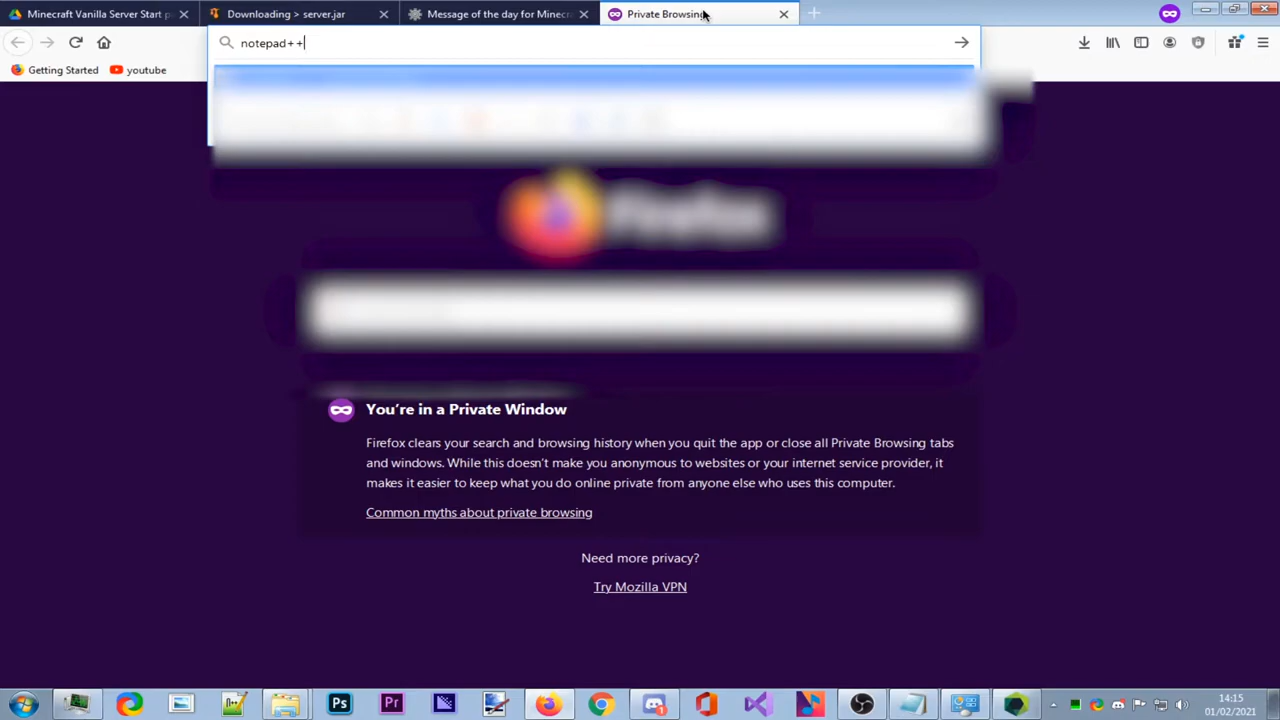 Minecraft Vanilla Server Start p
Downloading > server.jar
Message of the day for Minecr
Private Browsing
notepad++
Getting Started
youtube
Firefox
You're in a Private Window
Firefox clears your search and browsing history when you quit the app or close all Private Browsing tabs
and windows. While this doesn't make you anonymous to websites or your internet service provider, it
makes it easier to keep what you do online private from anyone else who uses this computer.
Common myths about private browsing
Need more privacy?
Try Mozilla VPN
Ps
Pr
14:15
01/02/2021